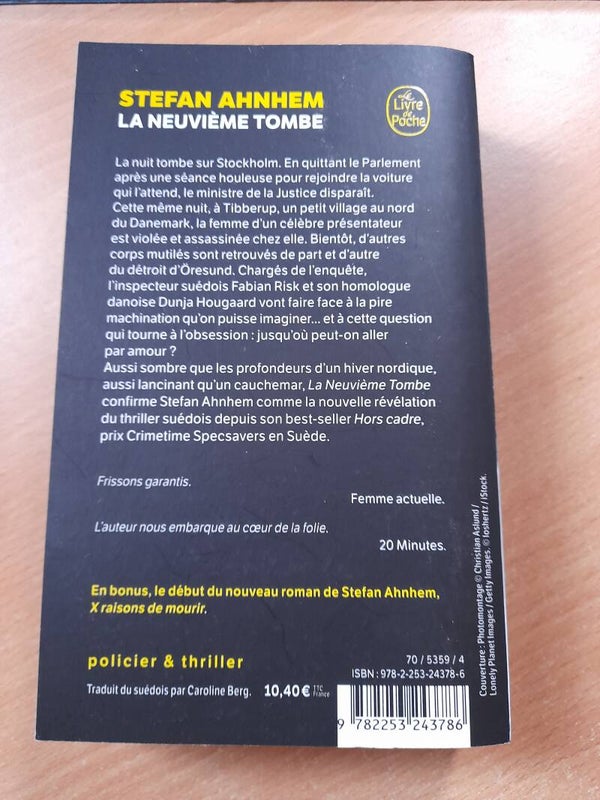 STEFAN AHNHEM
LA NEUVIÈME TOMBE
Le
Livre
de
Poche
La nuit tombe sur Stockholm. En quittant le Parlement
après une séance houleuse pour rejoindre la voiture
qui l'attend, le ministre de la Justice disparaît.
Cette même nuit, à Tibberup, un petit village au nord
du Danemark, la femme d'un célèbre présentateur
est violée et assassinée chez elle. Bientôt, d'autres
corps mutilés sont retrouvés de part et d'autre
du détroit d'Öresund. Chargés de l'enquête,
l'inspecteur suédois Fabian Risk et son homologue
danoise Dunja Hougaard vont faire face à la pire
machination qu'on puisse imaginer... et à cette question
qui tourne à l'obsession : jusqu'où peut-on aller
par amour ?
Aussi sombre que les profondeurs d'un hiver nordique,
aussi lancinant qu'un cauchemar, La Neuvième Tombe
confirme Stefan Ahnhem comme la nouvelle révélation
du thriller suédois depuis son best-seller Hors cadre,
prix Crimetime Specsavers en Suède.
Frissons garantis.
Femme actuelle.
L'auteur nous embarque au cœur de la folie.
20 Minutes.
En bonus, le début du nouveau roman de Stefan Ahnhem,
X raisons de mourir.
policier & thriller
Traduit du suédois par Caroline Berg.
10,40 € TTC
France
70 / 5359 / 4
ISBN : 978-2-253-24378-6
9 782253 243786
Couverture : Photomontage © Christian Aslund /
Lonely Planet Images / Getty Images. © loshertz / iStock.